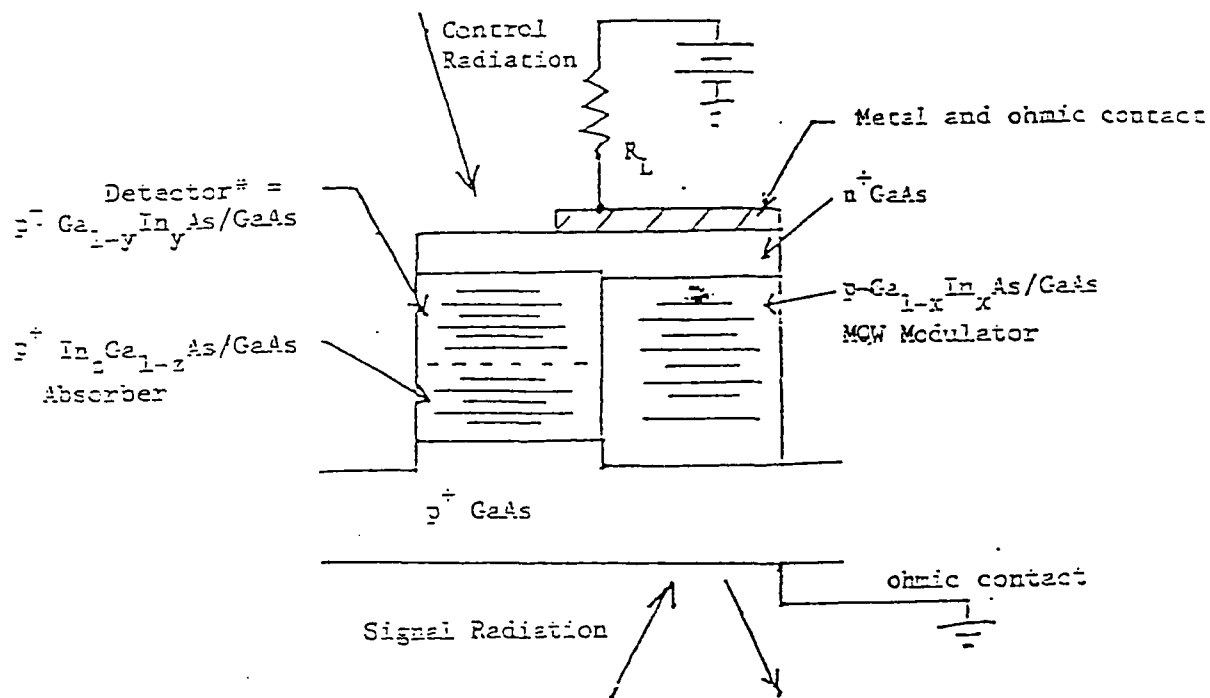 Control
Radiation
Metal and ohmic contact
R_L
n⁺ GaAs
Detector# =
p⁻ Ga₁₋yInyAs/GaAs
p-Ga₁₋ₓInₓAs/GaAs
MQW Modulator
p⁺ InzGa₁₋zAs/GaAs
Absorber
p⁺ GaAs
ohmic contact
Signal Radiation